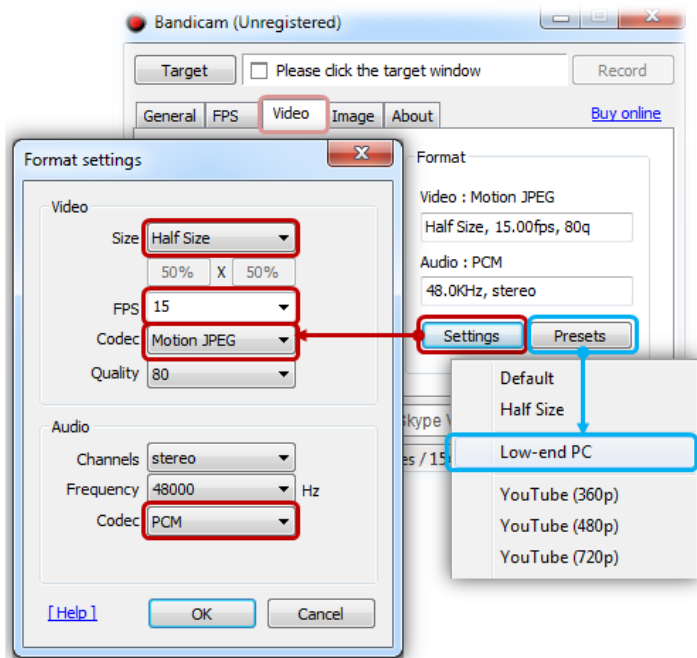 Bandicam (Unregistered)
Target
Please click the target window
Record
General
FPS
Video
Image
About
Buy online
Format settings
Video
Size
Half Size
50%
X
50%
FPS
15
Codec
Motion JPEG
Quality
80
Audio
Channels
stereo
Frequency
48000
Hz
Codec
PCM
[Help]
OK
Cancel
Format
Video : Motion JPEG
Half Size, 15.00fps, 80q
Audio : PCM
48.0KHz, stereo
Settings
Presets
Default
Half Size
Low-end PC
YouTube (360p)
YouTube (480p)
YouTube (720p)